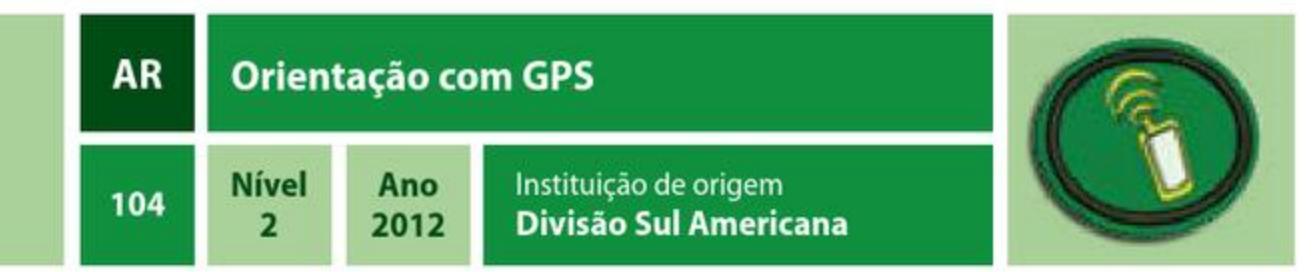 AR
Orientação com GPS
104
Nível
2
Ano
2012
Instituição de origem
Divisão Sul Americana